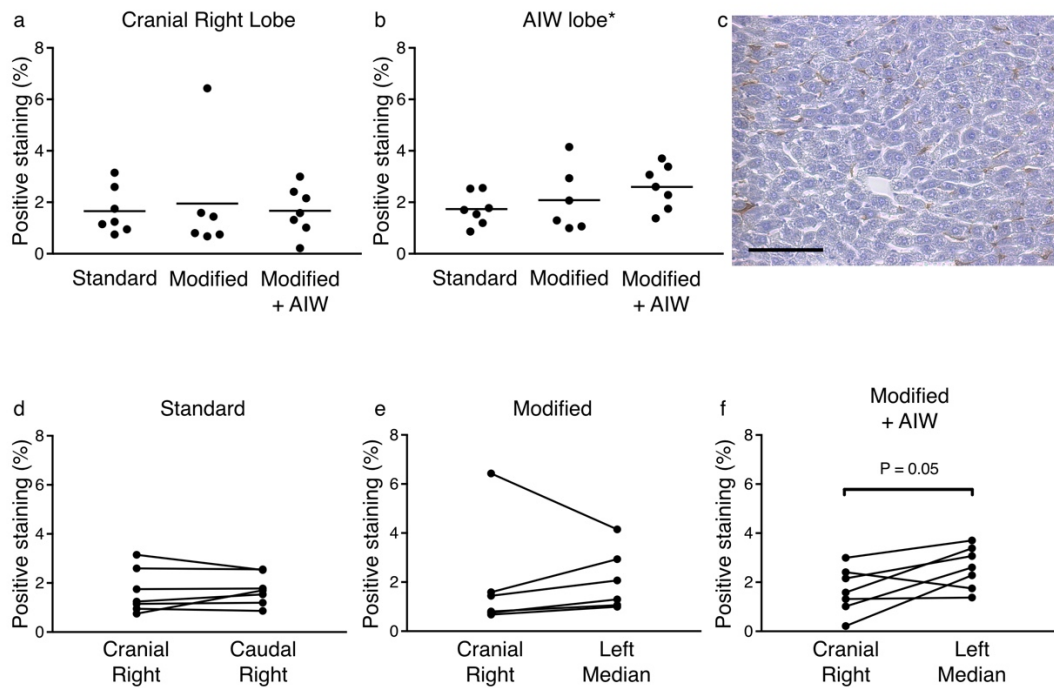 a
Cranial Right Lobe
Positive staining (%)
8
6
4
2
0
Standard
Modified
Modified
+ AIW
b
AIW lobe*
Positive staining (%)
8
6
4
2
0
Standard
Modified
Modified
+ AIW
c
d
Standard
Positive staining (%)
8
6
4
2
0
Cranial
Right
Caudal
Right
e
Modified
Positive staining (%)
8
6
4
2
0
Cranial
Right
Left
Median
f
Modified
+ AIW
P = 0.05
Positive staining (%)
8
6
4
2
0
Cranial
Right
Left
Median